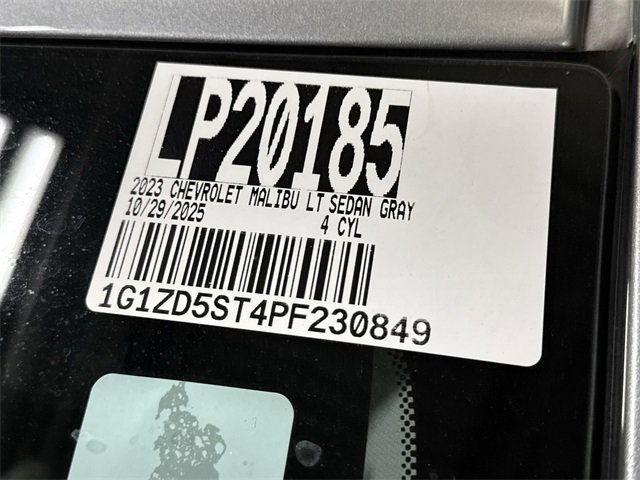 LP20185
2023 CHEVROLET MALIBU LT SEDAN GRAY
10/29/2025 4 CYL
1G1ZD5ST4PF230849